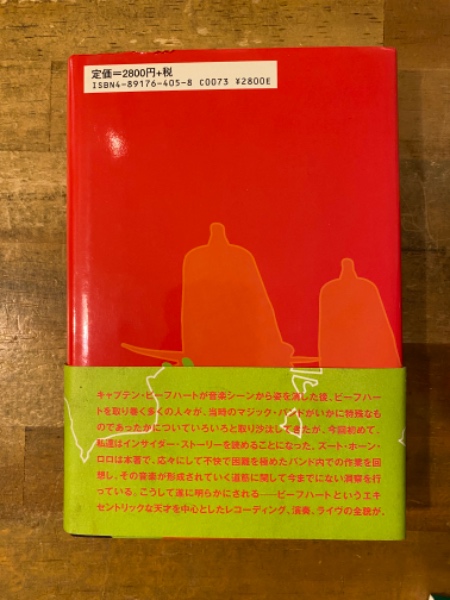 定価=2800円+税
ISBN4-89176-405-8 C0073 ¥2800E
キャプテン・ビーフハートが音楽シーンから姿を消した後、ビーフハー
トを取り巻く多くの人々が、当時のマジック・バンドがいかに特殊なも
のであったかについていろいろと取り沙汰してきたが、今回初めて、
私達はインサイダー・ストーリーを読めることになった。ズート・ホーン・
ロロは本著で、応々にして不快で困難を極めたバンド内での作業を回
想し、その音楽が形成されていく道筋に関して今までにない洞察を行
っている。こうして遂に明らかにされる──ビーフハートというエキ
セントリックな天才を中心としたレコーディング、演奏、ライヴの全貌が。